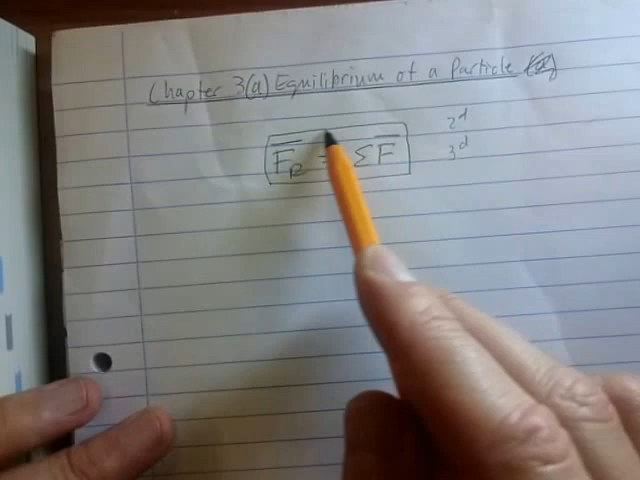 Chapter 3(a) Equilibrium of a Particle
2d
F_R = ΣF
3d